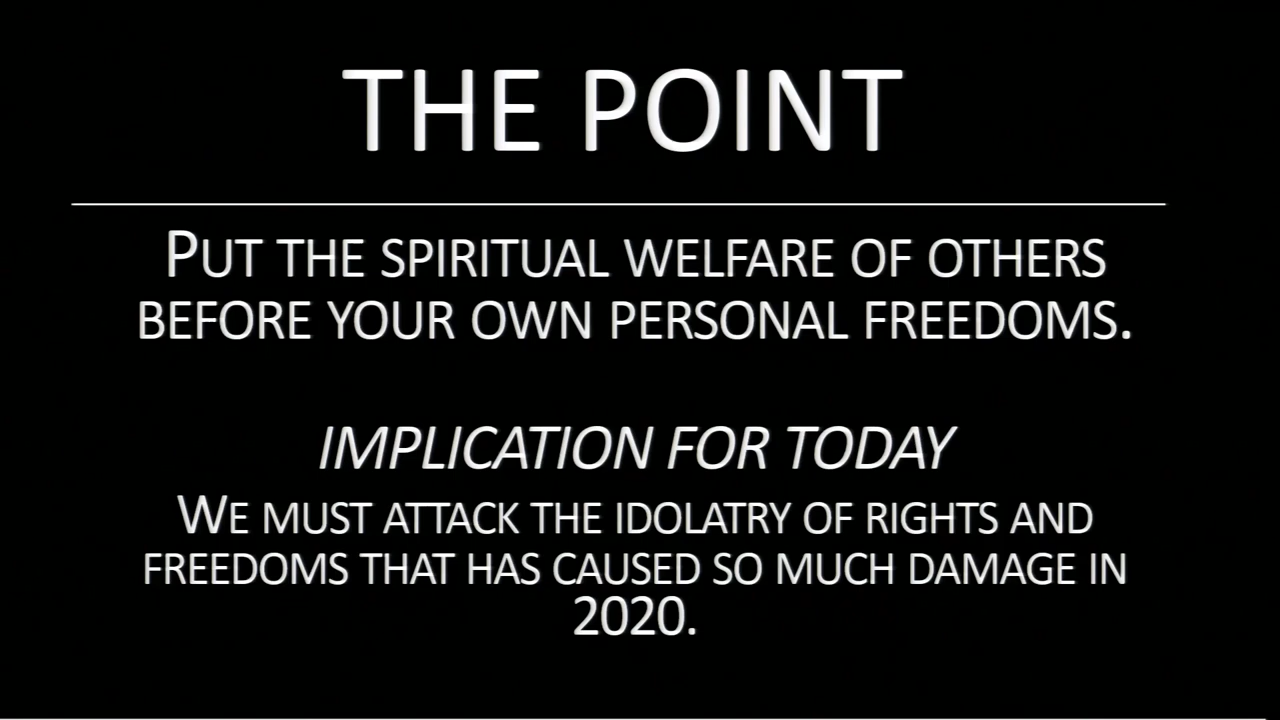 THE POINT
PUT THE SPIRITUAL WELFARE OF OTHERS
BEFORE YOUR OWN PERSONAL FREEDOMS.
IMPLICATION FOR TODAY
WE MUST ATTACK THE IDOLATRY OF RIGHTS AND
FREEDOMS THAT HAS CAUSED SO MUCH DAMAGE IN
2020.